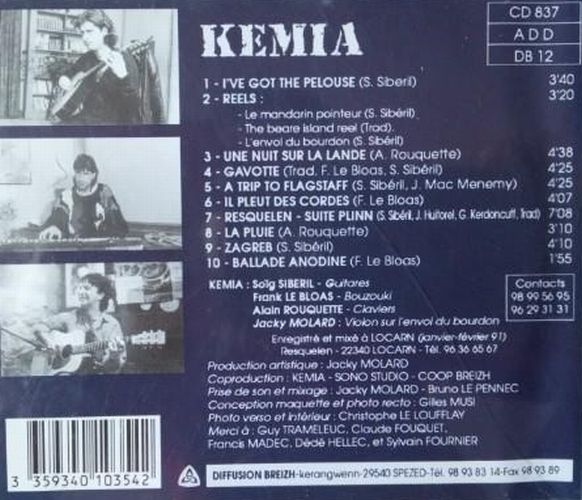 KEMIA
CD 837
A D D
DB 12
1 - I'VE GOT THE PELOUSE (S. Siberil) 3'40
2 - REELS : 3'20
- Le mandarin pointeur (S. Sibéril)
- The beare island reel (Trad).
- L'envol du bourdon (S. Sibéril)
3 - UNE NUIT SUR LA LANDE (A. Rouquette) 4'38
4 - GAVOTTE (Trad, F. Le Bloas, S. Sibéril) 4'25
5 - A TRIP TO FLAGSTAFF (S. Sibéril, J. Mac Menemy) 4'25
6 - IL PLEUT DES CORDES (F. Le Bloas) 4'07
7 - RESQUELEN - SUITE PLINN (S. Sibéril, J. Huiforel, G. Kerdoncuff, Trad) 7'08
8 - LA PLUIE (A. Rouquette) 3'10
9 - ZAGREB (S. Sibéril) 4'10
10 - BALLADE ANODINE (F. Le Bloas) 1'55
KEMIA : Soïg SIBERIL - Guitares
Frank LE BLOAS - Bouzouki
Alain ROUQUETTE - Claviers
Jacky MOLARD : Violon sur l'envol du bourdon
Contacts
98 99 56 95
96 29 31 31
Enregistré et mixé à LOCARN (janvier-février 91)
Resquelen - 22340 LOCARN - Tél. 96 36 65 67
Production artistique : Jacky MOLARD
Coproduction : KEMIA - SONO STUDIO - COOP BREIZH
Prise de son et mixage : Jacky MOLARD - Bruno LE PENNEC
Conception maquette et photo recto : Gilles MUSI
Photo verso et intérieur : Christophe LE LOUFFLAY
Merci à : Guy TRAMELEUC, Claude FOUQUET,
Francis MADEC, Dédé HELLEC, et Sylvain FOURNIER
3 359340 103542
DIFFUSION BREIZH-kerangwenn-29540 SPEZED-Tél. 98 93 83 14-Fax 98 93 89